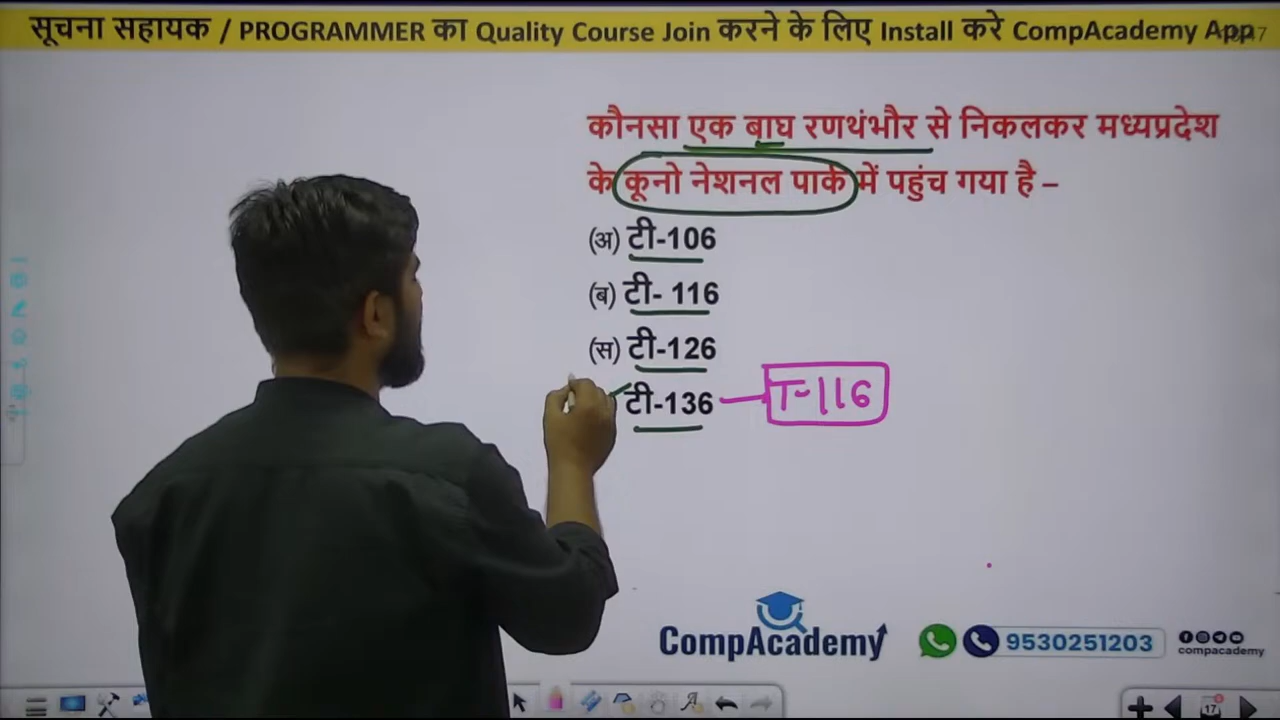 सूचना सहायक / PROGRAMMER का Quality Course Join करने के लिए Install करे CompAcademy App
कौनसा एक बाघ रणथंभौर से निकलकर मध्यप्रदेश
के कूनो नेशनल पार्क में पहुंच गया है –
(अ) टी-106
(ब) टी- 116
(स) टी-126
टी-136 T-116
CompAcademy
9530251203
compacademy
17